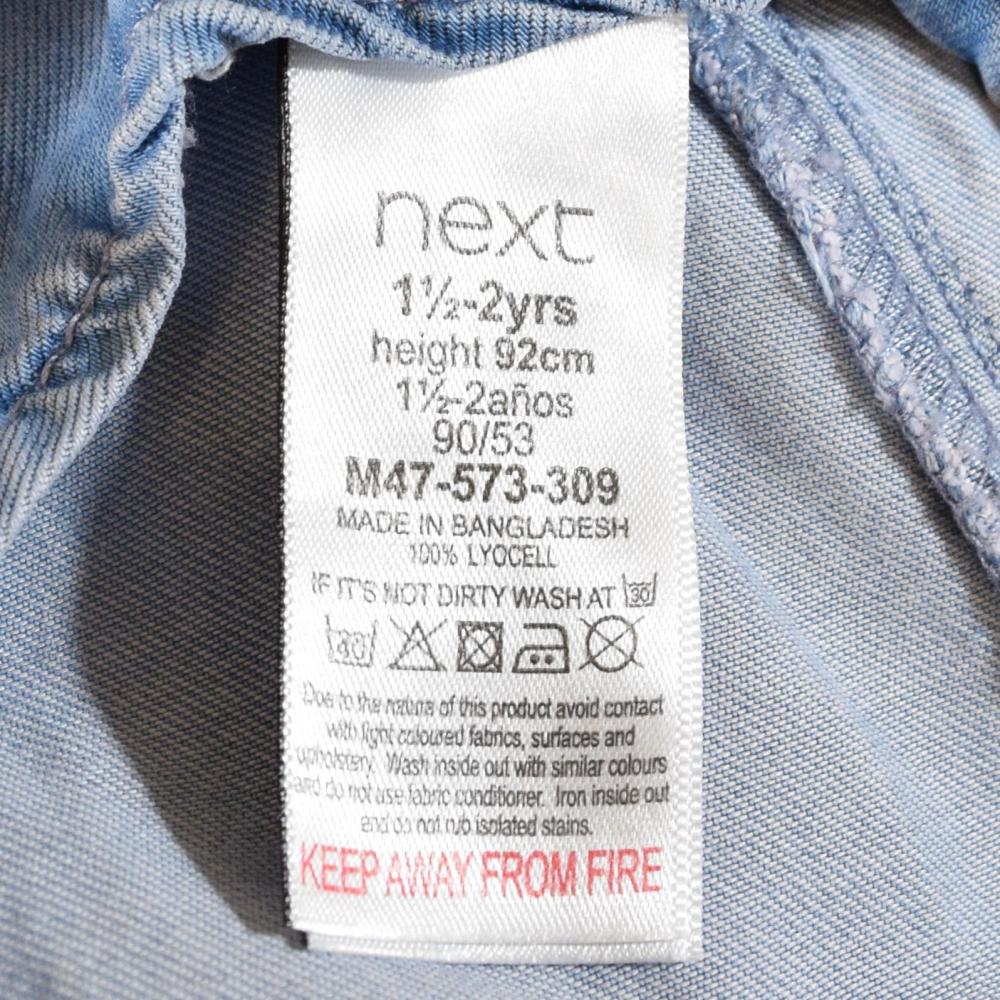 next
1½-2yrs
height 92cm
1½-2años
90/53
M47-573-309
MADE IN BANGLADESH
100% LYOCELL
IF IT'S NOT DIRTY WASH AT 30
40
Due to the nature of this product avoid contact
with light coloured fabrics, surfaces and
upholstery. Wash inside out with similar colours
and do not use fabric conditioner. Iron inside out
and do not rub isolated stains.
KEEP AWAY FROM FIRE